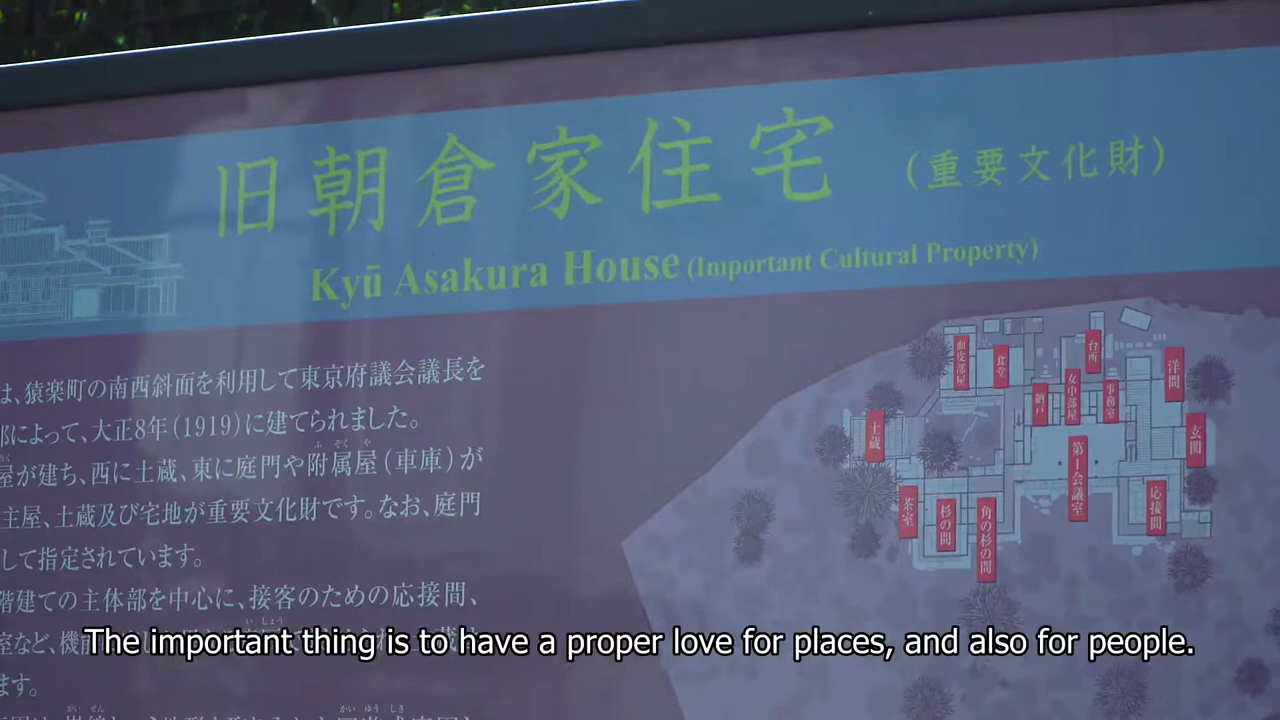 旧朝倉家住宅（重要文化財）
Kyū Asakura House (Important Cultural Property)
は、猿楽町の南西斜面を利用して東京府議会議長を
郎によって、大正8年（1919）に建てられました。
屋が建ち、西に土蔵、東に庭門や附属屋（車庫）が
主屋、土蔵及び宅地が重要文化財です。なお、庭門
して指定されています。
階建ての主体部を中心に、接客のための応接間、
室など、機
ます。
台所
洋間
食堂
女中部屋
事務室
納戸
土蔵
玄関
第1会議室
応接間
茶室
杉の間
角の杉の間
The important thing is to have a proper love for places, and also for people.